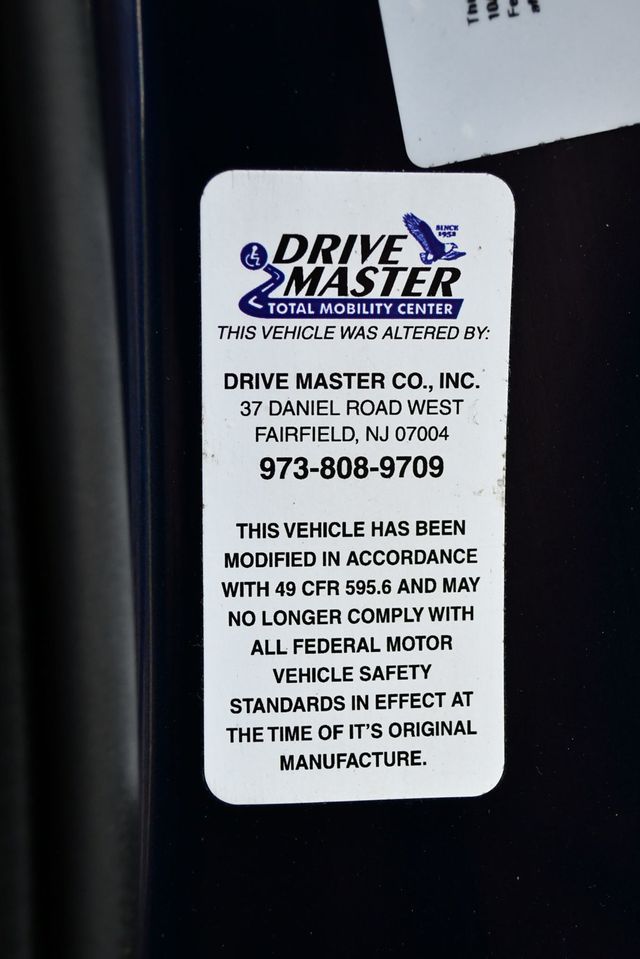 SINCE
1952
DRIVE
MASTER
TOTAL MOBILITY CENTER
THIS VEHICLE WAS ALTERED BY:
DRIVE MASTER CO., INC.
37 DANIEL ROAD WEST
FAIRFIELD, NJ 07004
973-808-9709
THIS VEHICLE HAS BEEN
MODIFIED IN ACCORDANCE
WITH 49 CFR 595.6 AND MAY
NO LONGER COMPLY WITH
ALL FEDERAL MOTOR
VEHICLE SAFETY
STANDARDS IN EFFECT AT
THE TIME OF IT'S ORIGINAL
MANUFACTURE.